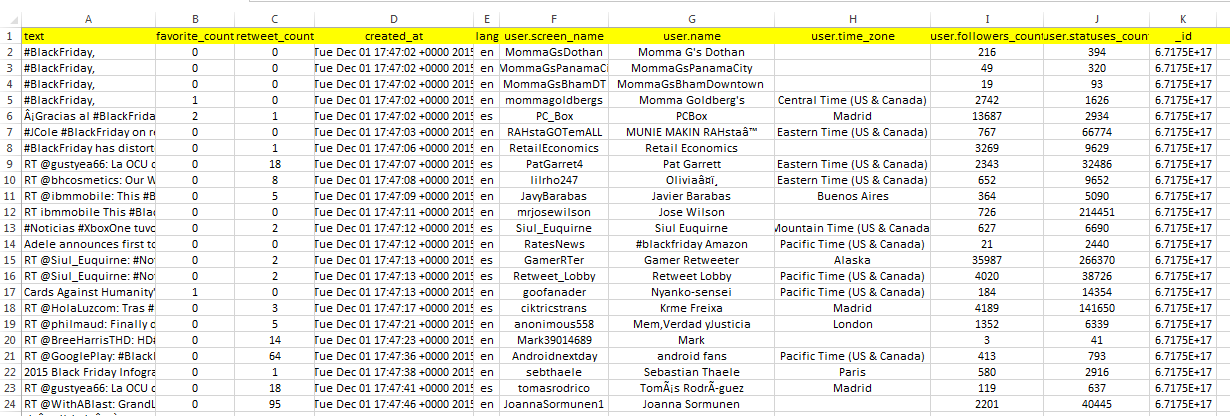 A B C D E F G H I J K
1 text favorite_count retweet_count created_at lang user.screen_name user.name user.time_zone user.followers_count user.statuses_count _id
2 #BlackFriday, 0 0 Tue Dec 01 17:47:02 +0000 2015 en MommaGsDothan Momma G's Dothan 216 394 6.7175E+17
3 #BlackFriday, 0 0 Tue Dec 01 17:47:02 +0000 2015 en MommaGsPanamaCi MommaGsPanamaCity 49 320 6.7175E+17
4 #BlackFriday, 0 0 Tue Dec 01 17:47:02 +0000 2015 en MommaGsBhamDT MommaGsBhamDowntown 19 93 6.7175E+17
5 #BlackFriday, 1 0 Tue Dec 01 17:47:02 +0000 2015 en mommagoldbergs Momma Goldberg's Central Time (US & Canada) 2742 1626 6.7175E+17
6 Â¡Gracias al #BlackFrida 2 1 Tue Dec 01 17:47:02 +0000 2015 es PC_Box PCBox Madrid 13687 2934 6.7175E+17
7 #JCole #BlackFriday on r 0 0 Tue Dec 01 17:47:03 +0000 2015 en RAHstaGOTemALL MUNIE MAKIN RAHstaâ„¢ Eastern Time (US & Canada) 767 66774 6.7175E+17
8 #BlackFriday has distort 0 1 Tue Dec 01 17:47:06 +0000 2015 en RetailEconomics Retail Economics 3269 9629 6.7175E+17
9 RT @gustyea66: La OCU d 0 18 Tue Dec 01 17:47:07 +0000 2015 es PatGarret4 Pat Garrett Eastern Time (US & Canada) 2343 32486 6.7175E+17
10 RT @bhcosmetics: Our W 0 8 Tue Dec 01 17:47:08 +0000 2015 en lilrho247 Oliviaâ¤ï¸ Eastern Time (US & Canada) 652 9652 6.7175E+17
11 RT @ibmmobile: This #B 0 5 Tue Dec 01 17:47:09 +0000 2015 en JavyBarabas Javier Barabas Buenos Aires 364 5090 6.7175E+17
12 RT ibmmobile This #Blac 0 0 Tue Dec 01 17:47:11 +0000 2015 en mrjosewilson Jose Wilson 726 214451 6.7175E+17
13 #Noticias #XboxOne tuvo 0 2 Tue Dec 01 17:47:12 +0000 2015 es Siul_Euquirne Siul Euquirne Mountain Time (US & Canada 627 6690 6.7175E+17
14 Adele announces first to 0 0 Tue Dec 01 17:47:12 +0000 2015 en RatesNews #blackfriday Amazon Pacific Time (US & Canada) 21 2440 6.7175E+17
15 RT @Siul_Euquirne: #Not 0 2 Tue Dec 01 17:47:13 +0000 2015 es GamerRTer Gamer Retweeter Alaska 35987 266370 6.7175E+17
16 RT @Siul_Euquirne: #Not 0 2 Tue Dec 01 17:47:13 +0000 2015 es Retweet_Lobby Retweet Lobby Pacific Time (US & Canada) 4020 38726 6.7175E+17
17 Cards Against Humanity' 1 0 Tue Dec 01 17:47:13 +0000 2015 en goofanader Nyanko-sensei Pacific Time (US & Canada) 184 14354 6.7175E+17
18 RT @HolaLuzcom: Tras # 0 3 Tue Dec 01 17:47:17 +0000 2015 es ciktricstrans Krme Freixa Madrid 4189 141650 6.7175E+17
19 RT @philmaud: Finally c 0 5 Tue Dec 01 17:47:21 +0000 2015 en anonimous558 Mem,Verdad yJusticia London 1352 6339 6.7175E+17
20 RT @BreeHarrisTHD: HD# 0 14 Tue Dec 01 17:47:23 +0000 2015 en Mark39014689 Mark 3 41 6.7175E+17
21 RT @GooglePlay: #Blackl 0 64 Tue Dec 01 17:47:36 +0000 2015 en Androidnextday android fans Pacific Time (US & Canada) 413 793 6.7175E+17
22 2015 Black Friday Infogra 0 1 Tue Dec 01 17:47:38 +0000 2015 en sebthaele Sebastian Thaele Paris 580 2916 6.7175E+17
23 RT @gustyea66: La OCU d 0 18 Tue Dec 01 17:47:41 +0000 2015 es tomasrodrico TomÃ¡s RodrÃ­guez Madrid 119 637 6.7175E+17
24 RT @WithABlast: GrandL 0 95 Tue Dec 01 17:47:46 +0000 2015 en JoannaSormunen1 Joanna Sormunen 2201 40445 6.7175E+17